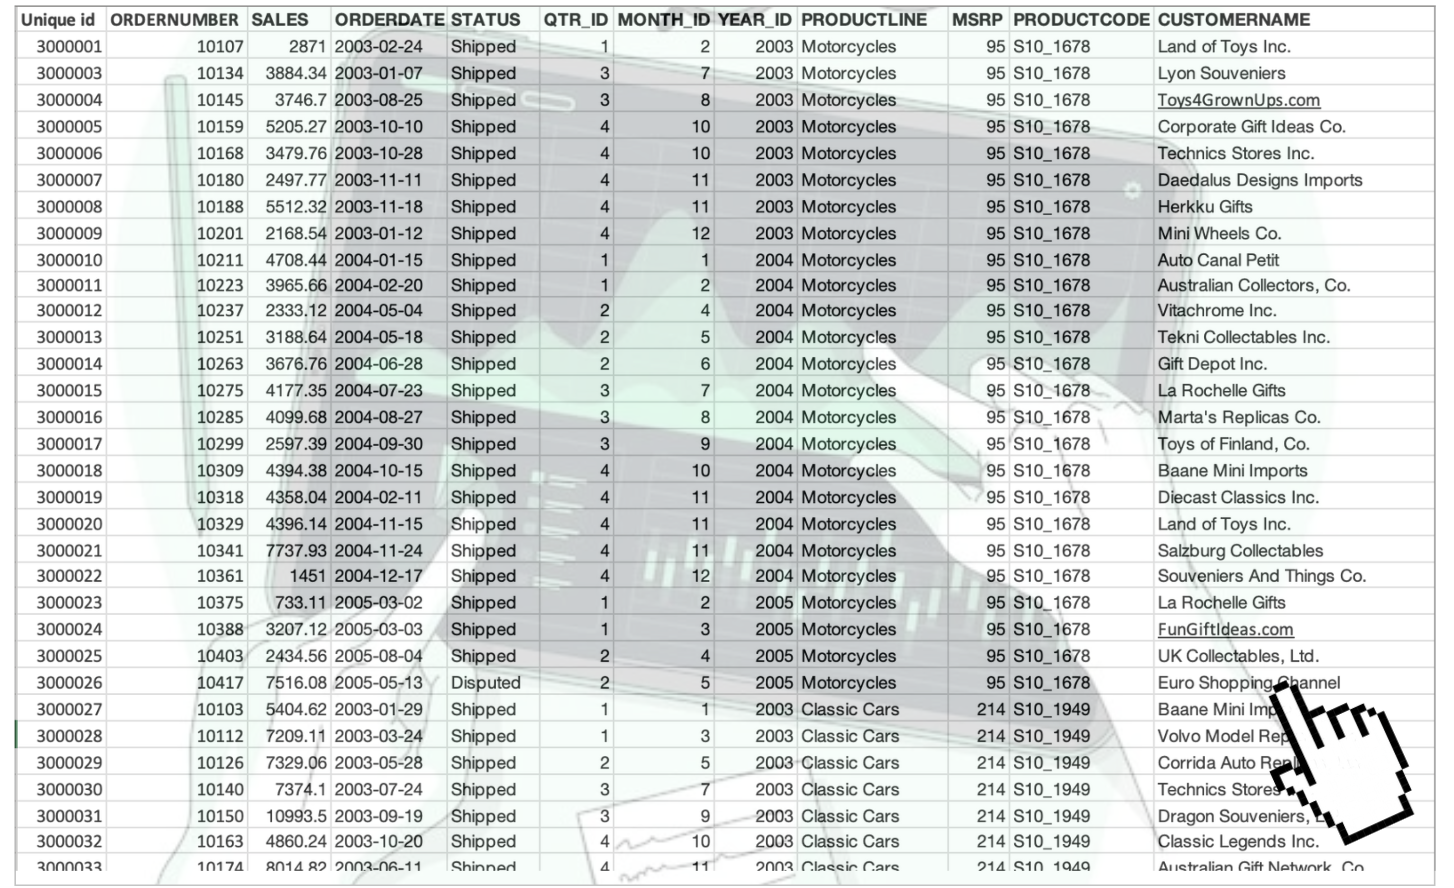 Unique id ORDERNUMBER SALES ORDERDATE STATUS QTR_ID MONTH_ID YEAR_ID PRODUCTLINE MSRP PRODUCTCODE CUSTOMERNAME
3000001 10107 2871 2003-02-24 Shipped 1 2 2003 Motorcycles 95 S10_1678 Land of Toys Inc.
3000003 10134 3884.34 2003-01-07 Shipped 3 7 2003 Motorcycles 95 S10_1678 Lyon Souveniers
3000004 10145 3746.7 2003-08-25 Shipped 3 8 2003 Motorcycles 95 S10_1678 Toys4GrownUps.com
3000005 10159 5205.27 2003-10-10 Shipped 4 10 2003 Motorcycles 95 S10_1678 Corporate Gift Ideas Co.
3000006 10168 3479.76 2003-10-28 Shipped 4 10 2003 Motorcycles 95 S10_1678 Technics Stores Inc.
3000007 10180 2497.77 2003-11-11 Shipped 4 11 2003 Motorcycles 95 S10_1678 Daedalus Designs Imports
3000008 10188 5512.32 2003-11-18 Shipped 4 11 2003 Motorcycles 95 S10_1678 Herkku Gifts
3000009 10201 2168.54 2003-01-12 Shipped 4 12 2003 Motorcycles 95 S10_1678 Mini Wheels Co.
3000010 10211 4708.44 2004-01-15 Shipped 1 1 2004 Motorcycles 95 S10_1678 Auto Canal Petit
3000011 10223 3965.66 2004-02-20 Shipped 1 2 2004 Motorcycles 95 S10_1678 Australian Collectors, Co.
3000012 10237 2333.12 2004-05-04 Shipped 2 4 2004 Motorcycles 95 S10_1678 Vitachrome Inc.
3000013 10251 3188.64 2004-05-18 Shipped 2 5 2004 Motorcycles 95 S10_1678 Tekni Collectables Inc.
3000014 10263 3676.76 2004-06-28 Shipped 2 6 2004 Motorcycles 95 S10_1678 Gift Depot Inc.
3000015 10275 4177.35 2004-07-23 Shipped 3 7 2004 Motorcycles 95 S10_1678 La Rochelle Gifts
3000016 10285 4099.68 2004-08-27 Shipped 3 8 2004 Motorcycles 95 S10_1678 Marta's Replicas Co.
3000017 10299 2597.39 2004-09-30 Shipped 3 9 2004 Motorcycles 95 S10_1678 Toys of Finland, Co.
3000018 10309 4394.38 2004-10-15 Shipped 4 10 2004 Motorcycles 95 S10_1678 Baane Mini Imports
3000019 10318 4358.04 2004-02-11 Shipped 4 11 2004 Motorcycles 95 S10_1678 Diecast Classics Inc.
3000020 10329 4396.14 2004-11-15 Shipped 4 11 2004 Motorcycles 95 S10_1678 Land of Toys Inc.
3000021 10341 7737.93 2004-11-24 Shipped 4 11 2004 Motorcycles 95 S10_1678 Salzburg Collectables
3000022 10361 1451 2004-12-17 Shipped 4 12 2004 Motorcycles 95 S10_1678 Souveniers And Things Co.
3000023 10375 733.11 2005-03-02 Shipped 1 2 2005 Motorcycles 95 S10_1678 La Rochelle Gifts
3000024 10388 3207.12 2005-03-03 Shipped 1 3 2005 Motorcycles 95 S10_1678 FunGiftIdeas.com
3000025 10403 2434.56 2005-08-04 Shipped 2 4 2005 Motorcycles 95 S10_1678 UK Collectables, Ltd.
3000026 10417 7516.08 2005-05-13 Disputed 2 5 2005 Motorcycles 95 S10_1678 Euro Shopping Channel
3000027 10103 5404.62 2003-01-29 Shipped 1 1 2003 Classic Cars 214 S10_1949 Baane Mini
3000028 10112 7209.11 2003-03-24 Shipped 1 3 2003 Classic Cars 214 S10_1949 Volvo Model
3000029 10126 7329.06 2003-05-28 Shipped 2 5 2003 Classic Cars 214 S10_1949 Corrida Auto
3000030 10140 7374.1 2003-07-24 Shipped 3 7 2003 Classic Cars 214 S10_1949 Technics Stores
3000031 10150 10993.5 2003-09-19 Shipped 3 9 2003 Classic Cars 214 S10_1949 Dragon Souveniers,
3000032 10163 4860.24 2003-10-20 Shipped 4 10 2003 Classic Cars 214 S10_1949 Classic Legends Inc.
3000033 10174 8014.82 2003-06-11 Shipped 4 11 2003 Classic Cars 214 S10_1949 Australian Gift Network, Co